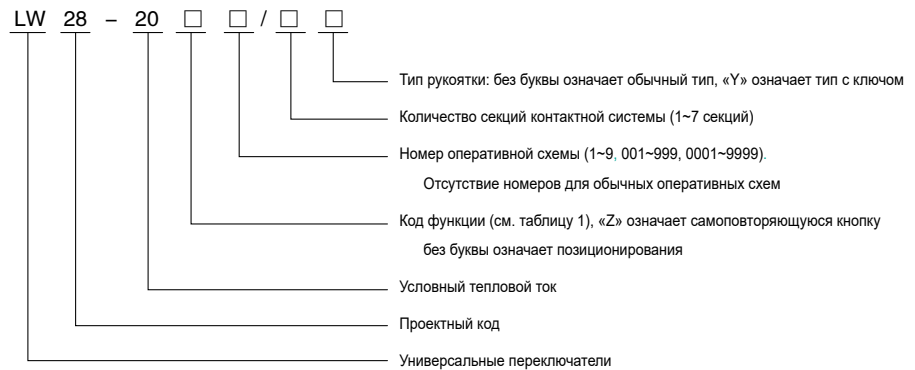 LW 28 – 20 □ □ / □ □
Тип рукоятки: без буквы означает обычный тип, «Y» означает тип с ключом
Количество секций контактной системы (1~7 секций)
Номер оперативной схемы (1~9, 001~999, 0001~9999).
Отсутствие номеров для обычных оперативных схем
Код функции (см. таблицу 1), «Z» означает самоповторяющуюся кнопку
без буквы означает позиционирования
Условный тепловой ток
Проектный код
Универсальные переключатели